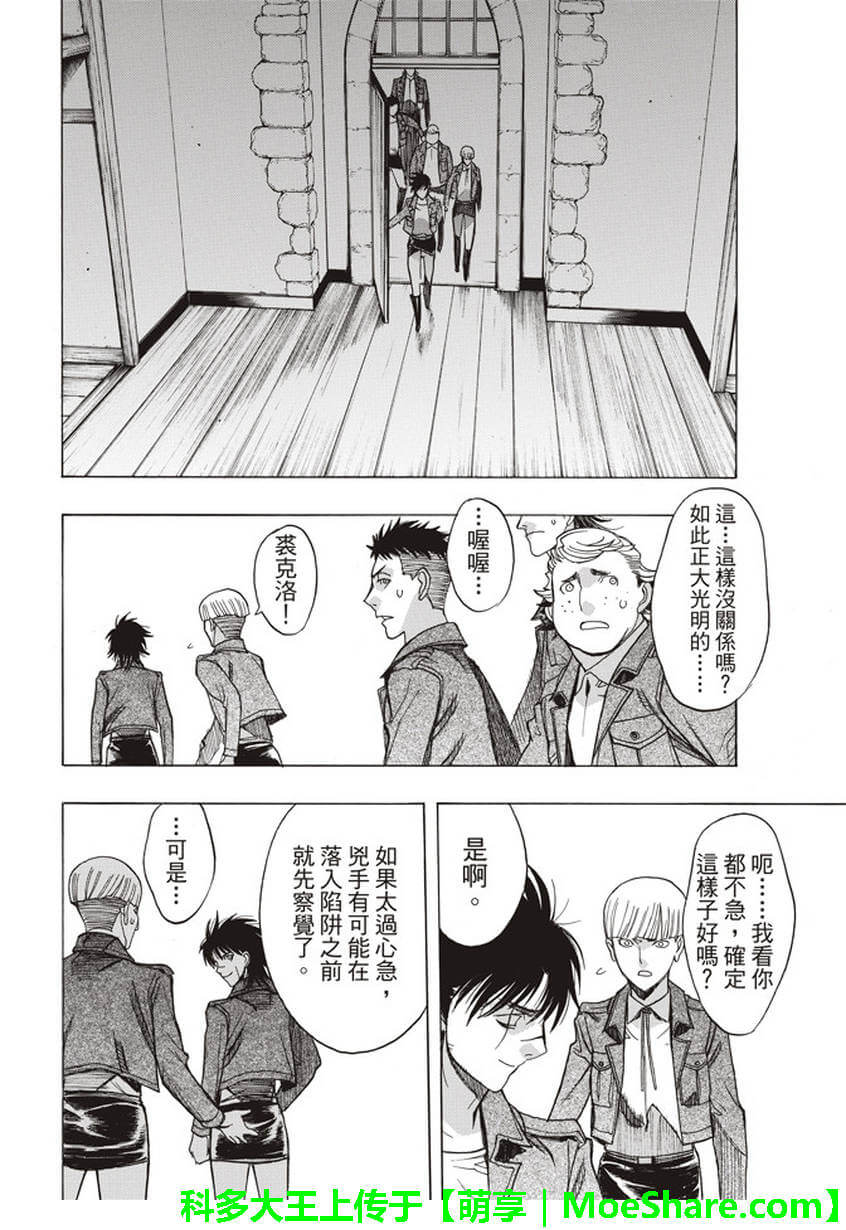 這…這樣沒關係嗎？
如此正大光明的……
…喔喔…
裘克洛！
呃……我看你
都不急，確定
這樣子好嗎？
是啊。
如果太過心急，
兇手有可能在
落入陷阱之前
就先察覺了。
…可是…
科多大王上传于【萌享｜MoeShare.com】